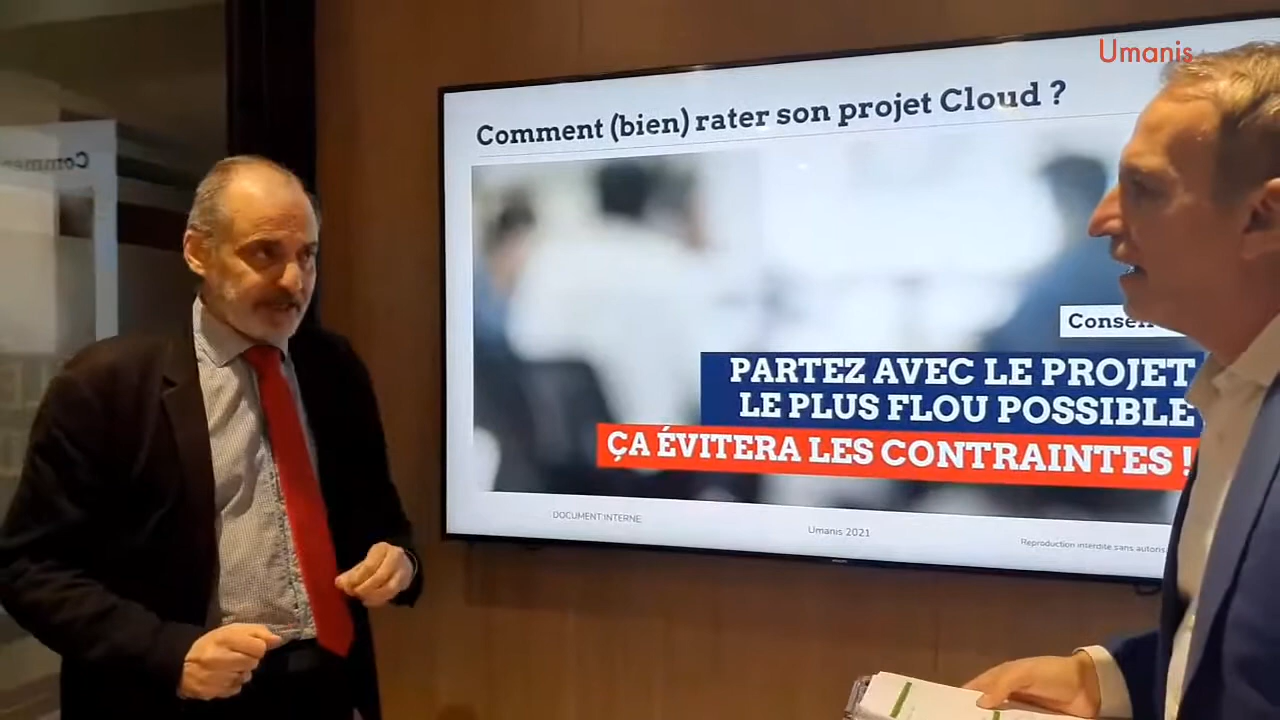 Umanis
Comment (bien) rater son projet Cloud ?
PARTEZ AVEC LE PROJET
LE PLUS FLOU POSSIBLE
ÇA ÉVITERA LES CONTRAINTES !
DOCUMENT INTERNE
Umanis 2021
Reproduction interdite sans